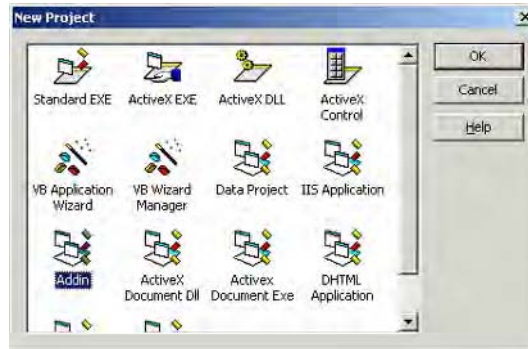 New Project
Standard EXE
ActiveX EXE
ActiveX DLL
ActiveX
Control
VB Application
Wizard
VB Wizard
Manager
Data Project
IIS Application
Addin
ActiveX
Document Dll
Activex
Document Exe
DHTML
Application
OK
Cancel
Help